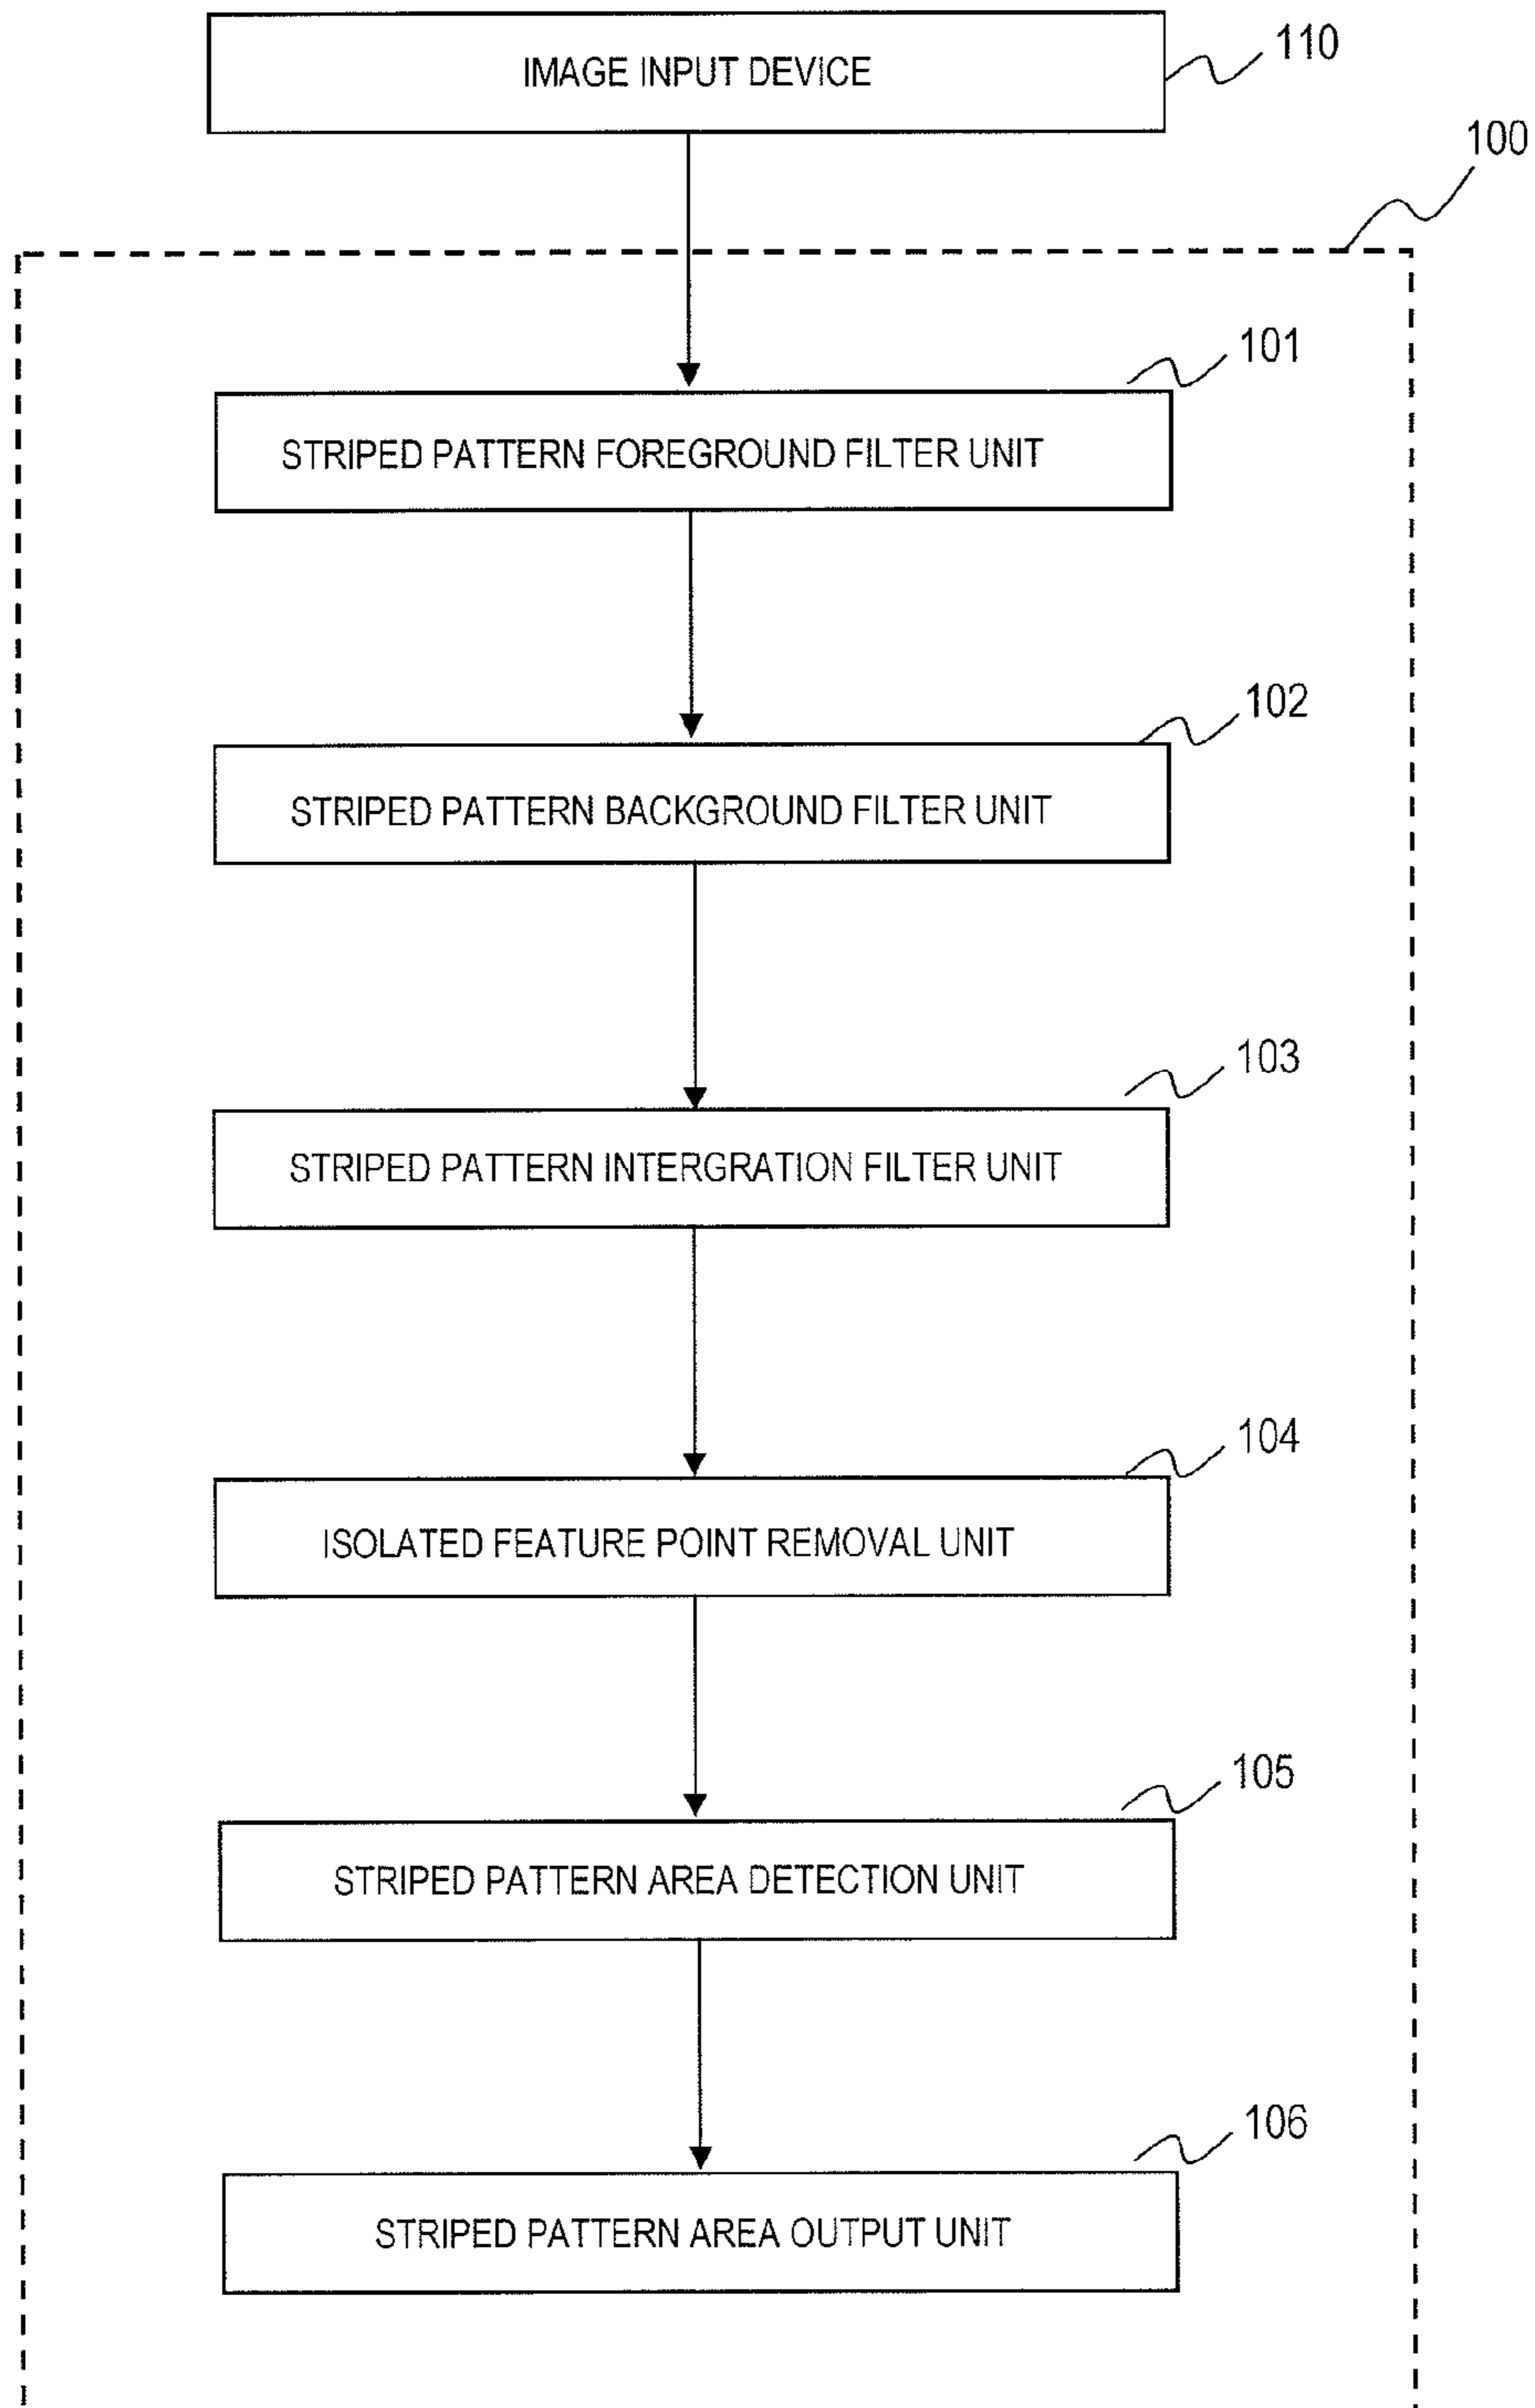 IMAGE INPUT DEVICE
110
100
101
STRIPED PATTERN FOREGROUND FILTER UNIT
102
STRIPED PATTERN BACKGROUND FILTER UNIT
103
STRIPED PATTERN INTERGRATION FILTER UNIT
104
ISOLATED FEATURE POINT REMOVAL UNIT
105
STRIPED PATTERN AREA DETECTION UNIT
106
STRIPED PATTERN AREA OUTPUT UNIT